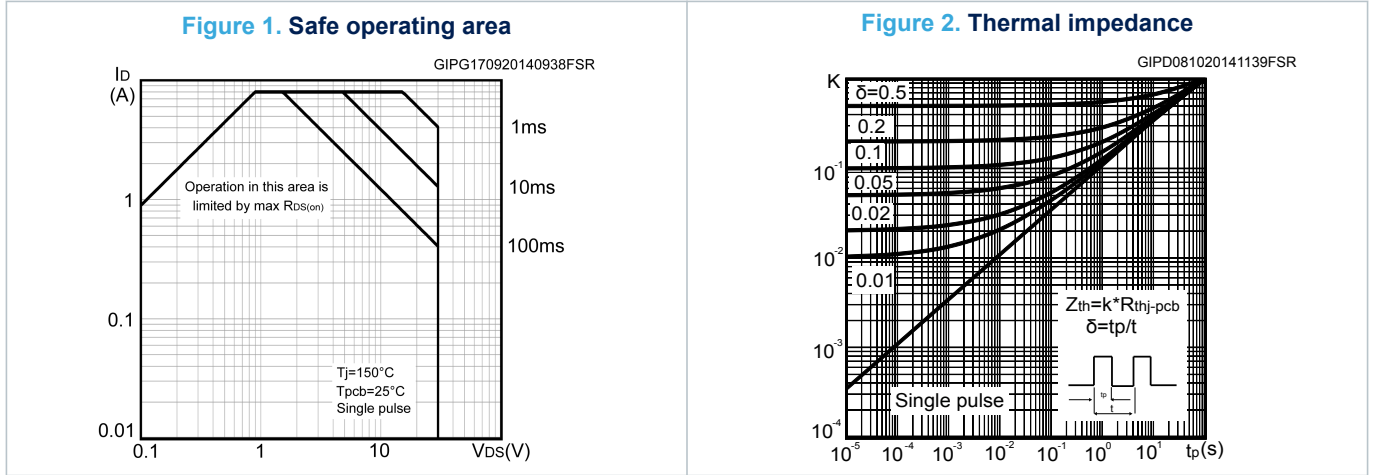 Figure 1. Safe operating area
GIPG170920140938FSR
ID
(A)
1ms
10ms
Operation in this area is
limited by max RDS(on)
1
100ms
0.1
Tj=150°C
Tpcb=25°C
Single pulse
0.01
0.1 1 10 VDS(V)
Figure 2. Thermal impedance
GIPD081020141139FSR
K
δ=0.5
0.2
0.1
10-1
0.05
0.02
10-2
0.01
Zth=k*Rthj-pcb
δ=tp/t
10-3
Single pulse
tp
t
10-4
10-5 10-4 10-3 10-2 10-1 100 101 tp(s)